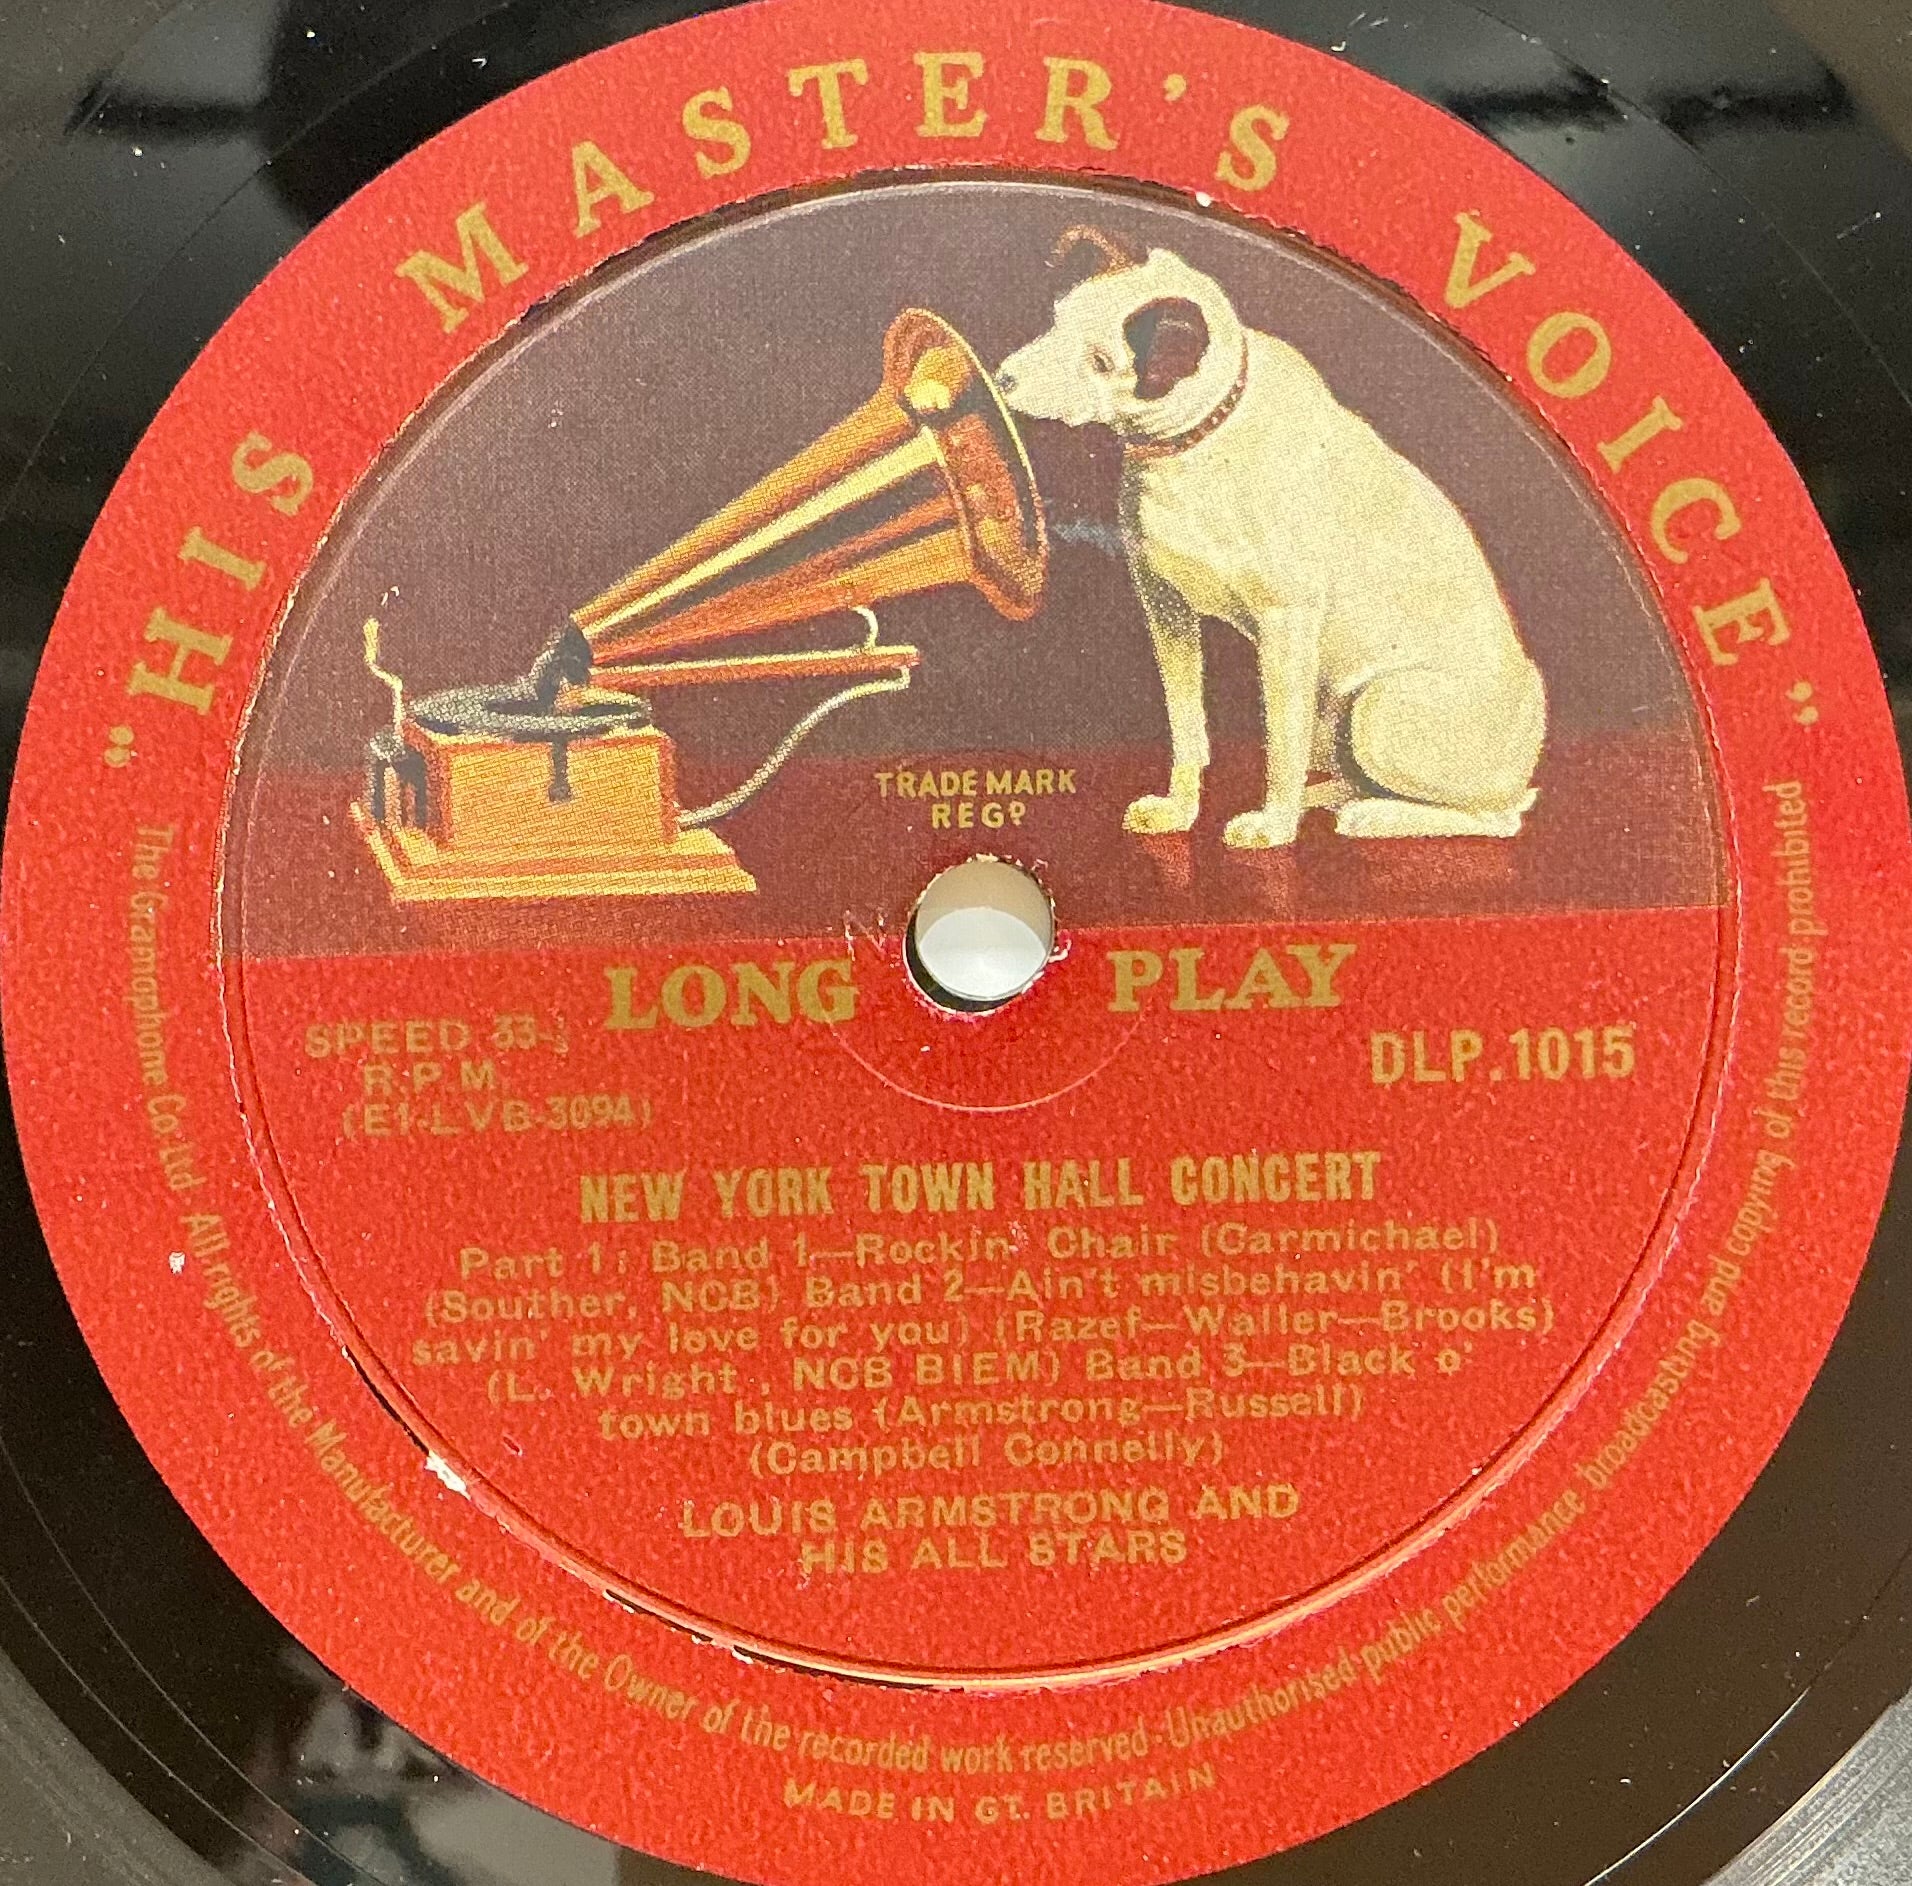 "HIS MASTER'S VOICE"
TRADE MARK
REGD
LONG PLAY
SPEED 33-⅓
R.P.M.
(E1-LVB-3094)
DLP.1015
NEW YORK TOWN HALL CONCERT
Part 1: Band 1—Rockin' Chair (Carmichael)
(Souther, NCB) Band 2—Ain't misbehavin' (I'm
savin' my love for you) (Razef—Waller—Brooks)
(L. Wright, NCB BIEM) Band 3—Black o'
town blues (Armstrong—Russell)
(Campbell Connelly)
LOUIS ARMSTRONG AND
HIS ALL STARS
The Gramophone Co. Ltd. All rights of the Manufacturer and of the Owner of the recorded work reserved · Unauthorised public performance broadcasting and copying of this record prohibited
MADE IN GT. BRITAIN